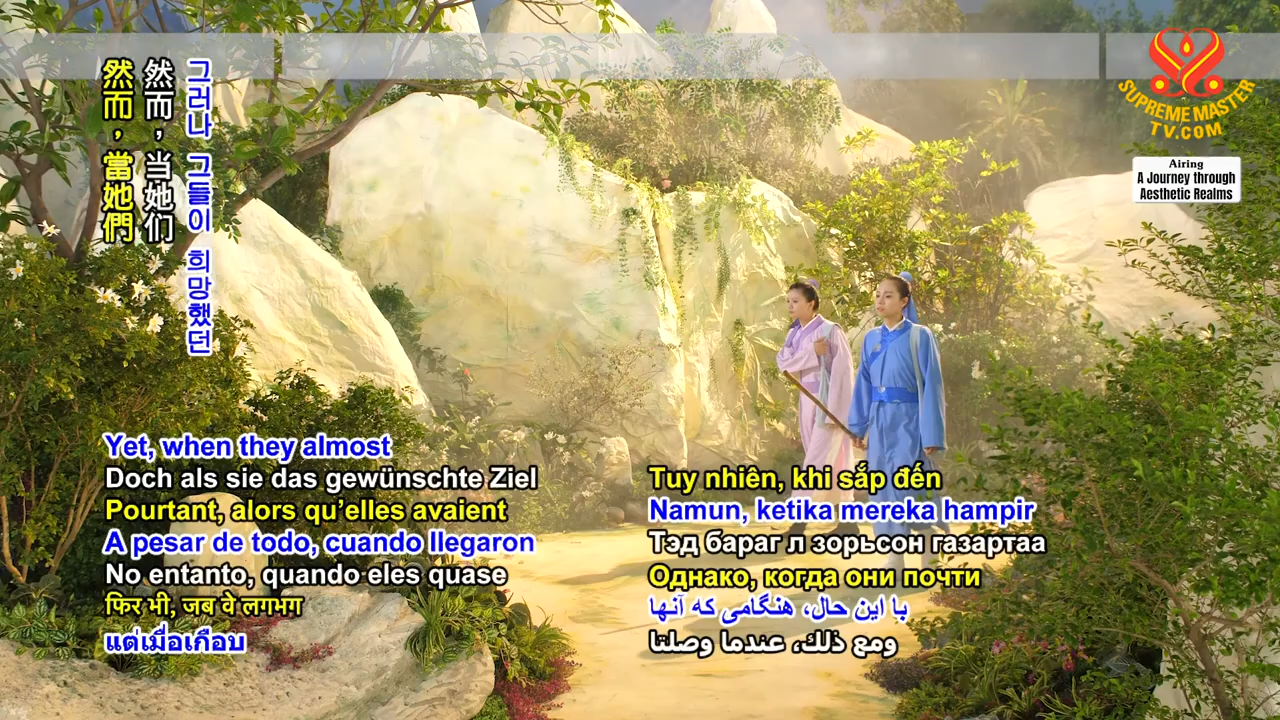 그러나 그들이 희망했던
然而，当她们
然而，當她們
SUPREME MASTER
TV.COM
Airing
A Journey through
Aesthetic Realms
Yet, when they almost
Doch als sie das gewünschte Ziel
Pourtant, alors qu’elles avaient
A pesar de todo, cuando llegaron
No entanto, quando eles quase
फिर भी, जब वे लगभग
แต่เมื่อเกือบ
Tuy nhiên, khi sắp đến
Namun, ketika mereka hampir
Тэд бараг л зорьсон газартаа
Однако, когда они почти
با این حال، هنگامی که آنها
ومع ذلك، عندما وصلتا